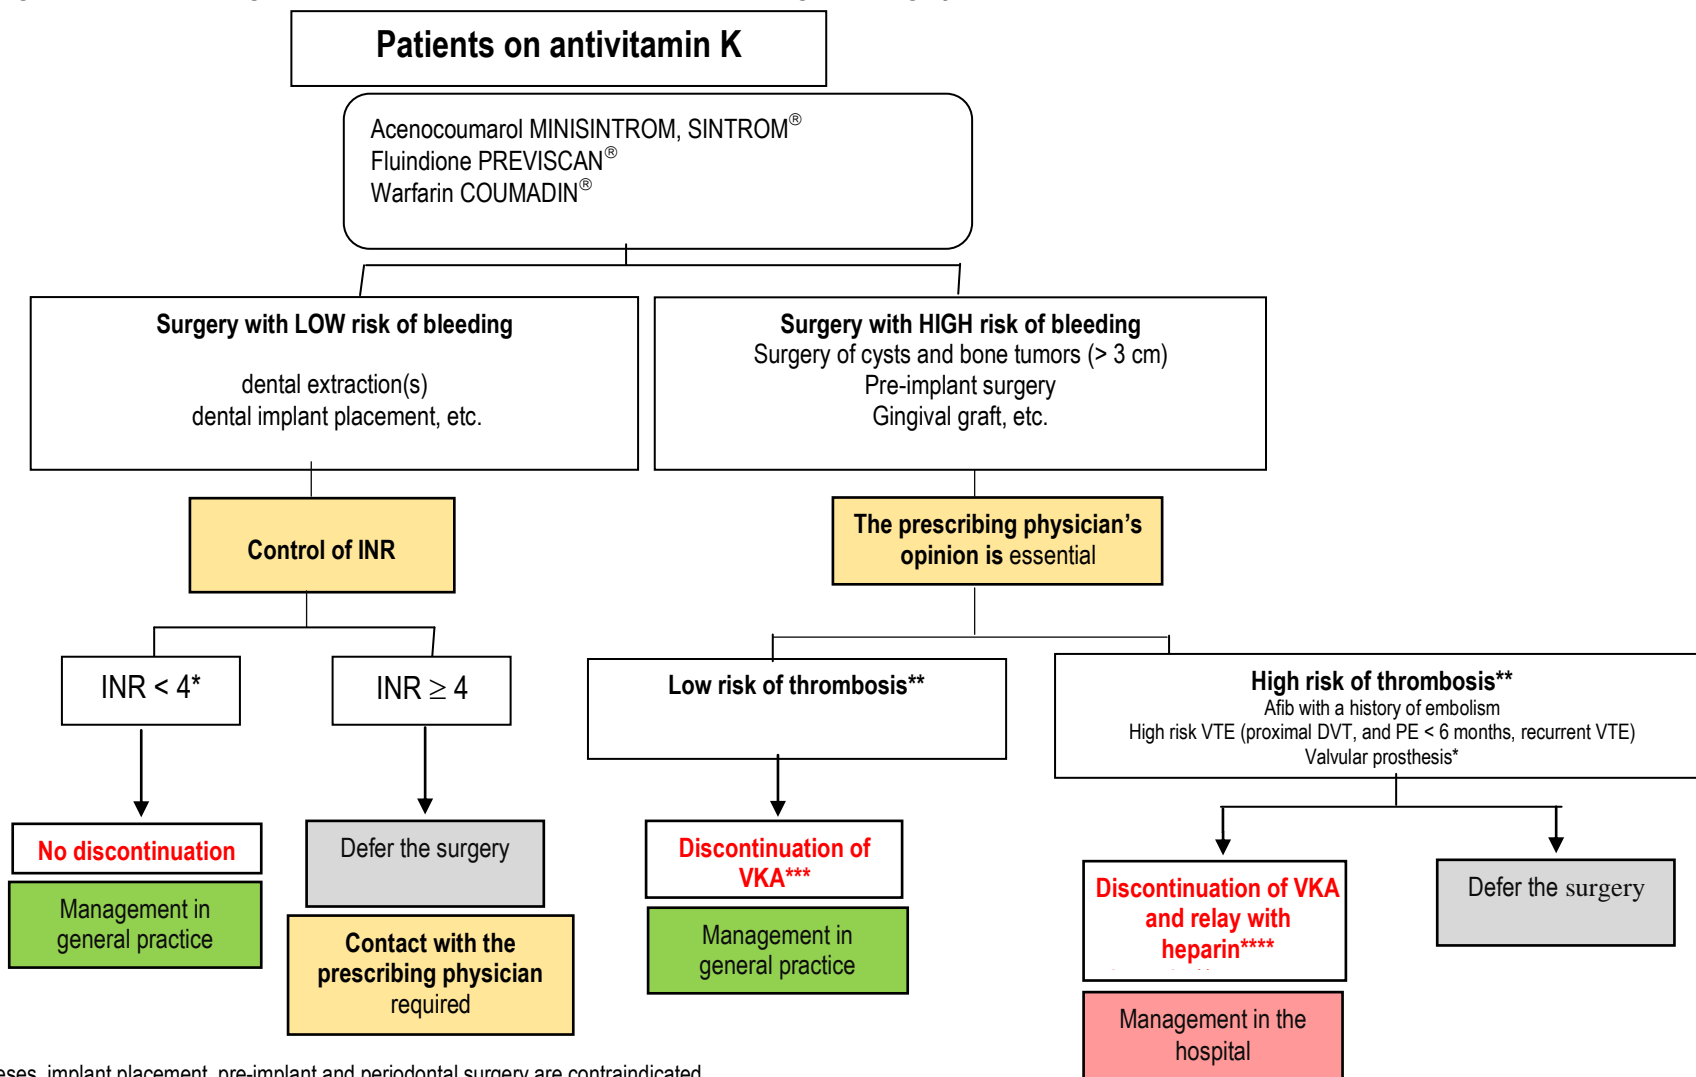 Patients on antivitamin K
Acenocoumarol MINISINTROM, SINTROM®
Fluindione PREVISCAN®
Warfarin COUMADIN®
Surgery with LOW risk of bleeding
dental extraction(s)
dental implant placement, etc.
Surgery with HIGH risk of bleeding
Surgery of cysts and bone tumors (> 3 cm)
Pre-implant surgery
Gingival graft, etc.
Control of INR
The prescribing physician's
opinion is essential
INR < 4*
INR ≥ 4
Low risk of thrombosis**
High risk of thrombosis**
Afib with a history of embolism
High risk VTE (proximal DVT, and PE < 6 months, recurrent VTE)
Valvular prosthesis*
No discontinuation
Management in
general practice
Defer the surgery
Contact with the
prescribing physician
required
Discontinuation of
VKA***
Management in
general practice
Discontinuation of VKA
and relay with
heparin****
Management in the
hospital
Defer the surgery
implant placement, pre-implant and periodontal surgery are contraindicated